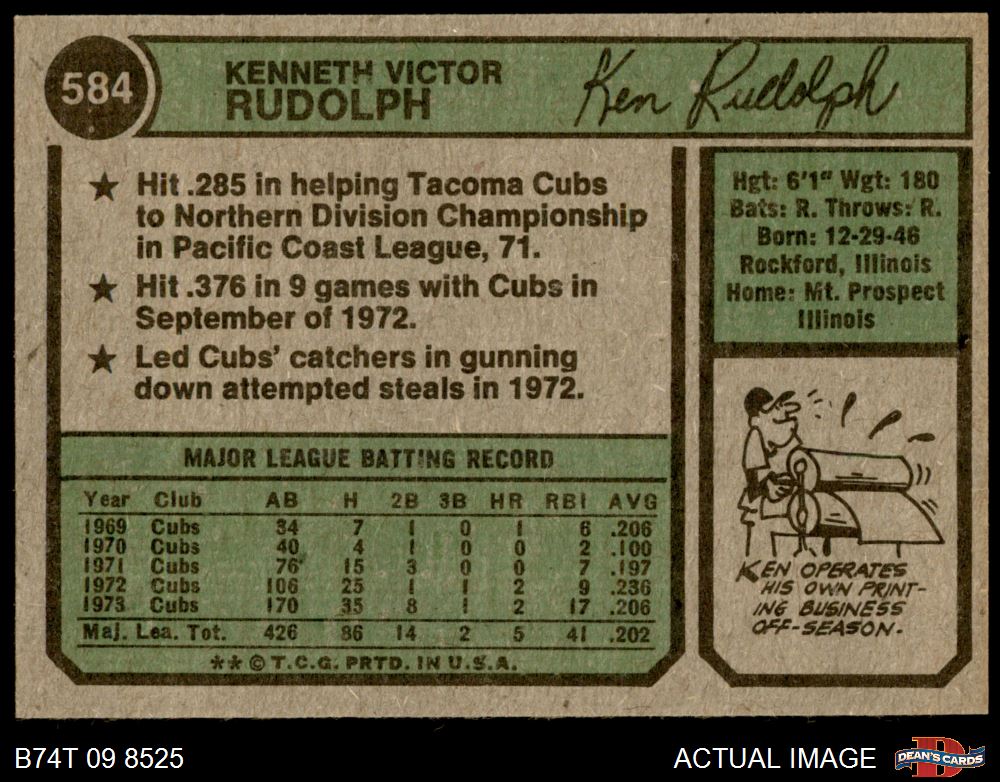 584
KENNETH VICTOR
RUDOLPH
Ken Rudolph
★ Hit .285 in helping Tacoma Cubs
to Northern Division Championship
in Pacific Coast League, 71.
★ Hit .376 in 9 games with Cubs in
September of 1972.
★ Led Cubs' catchers in gunning
down attempted steals in 1972.
Hgt: 6'1" Wgt: 180
Bats: R. Throws: R.
Born: 12-29-46
Rockford, Illinois
Home: Mt. Prospect
Illinois
MAJOR LEAGUE BATTING RECORD
Year Club AB H 2B 3B HR RBI AVG
1969 Cubs 34 7 1 0 1 6 .206
1970 Cubs 40 4 1 0 0 2 .100
1971 Cubs 76 15 3 0 0 7 .197
1972 Cubs 106 25 1 1 2 9 .236
1973 Cubs 170 35 8 1 2 17 .206
Maj. Lea. Tot. 426 86 14 2 5 41 .202
** © T.C.G. PRTD. IN U.S.A.
KEN OPERATES
HIS OWN PRINT-
ING BUSINESS
OFF-SEASON.
B74T 09 8525
ACTUAL IMAGE
D
DEAN'S CARDS